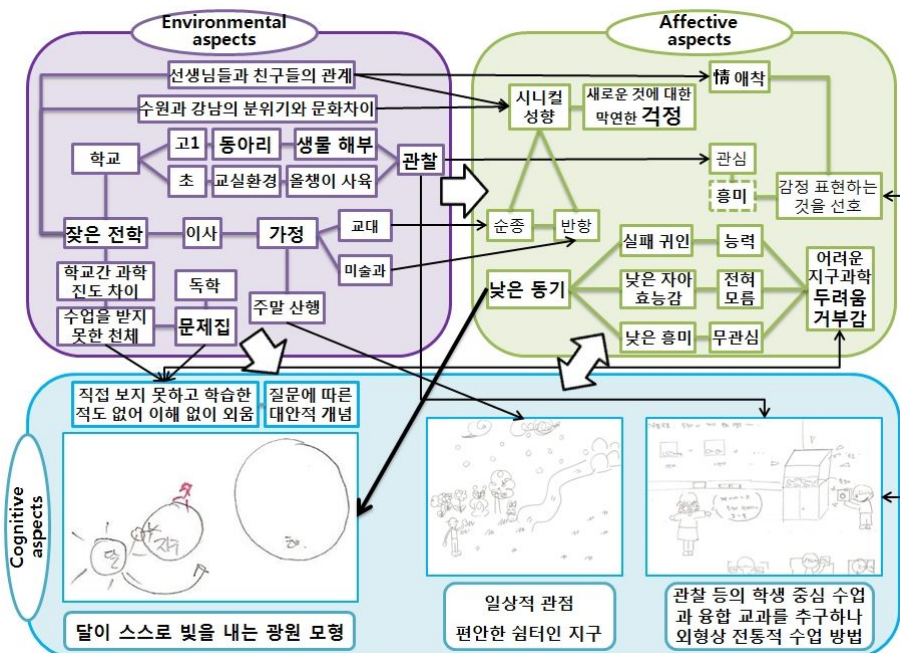 Environmental
aspects
선생님들과 친구들의 관계
수원과 강남의 분위기와 문화차이
학교
고1
동아리
생물 해부
초
교실환경
올챙이 사육
관찰
잦은 전학
이사
가정
교대
미술과
학교간 과학
진도 차이
독학
수업을 받지
못한 천체
문제집
주말 산행
Affective
aspects
情 애착
시니컬
성향
새로운 것에 대한
막연한 걱정
관심
흥미
감정 표현하는
것을 선호
순종
반항
낮은 동기
실패 귀인
능력
낮은 자아
효능감
전혀
모름
낮은 흥미
무관심
어려운
지구과학
두려움
거부감
Cognitive
aspects
직접 보지 못하고 학습한
적도 없어 이해 없이 외움
질문에 따른
대안적 개념
달
지구
해
달이 스스로 빛을 내는 광원 모형
일상적 관점
편안한 쉼터인 지구
관찰 등의 학생 중심 수업
과 융합 교과를 추구하나
외형상 전통적 수업 방법